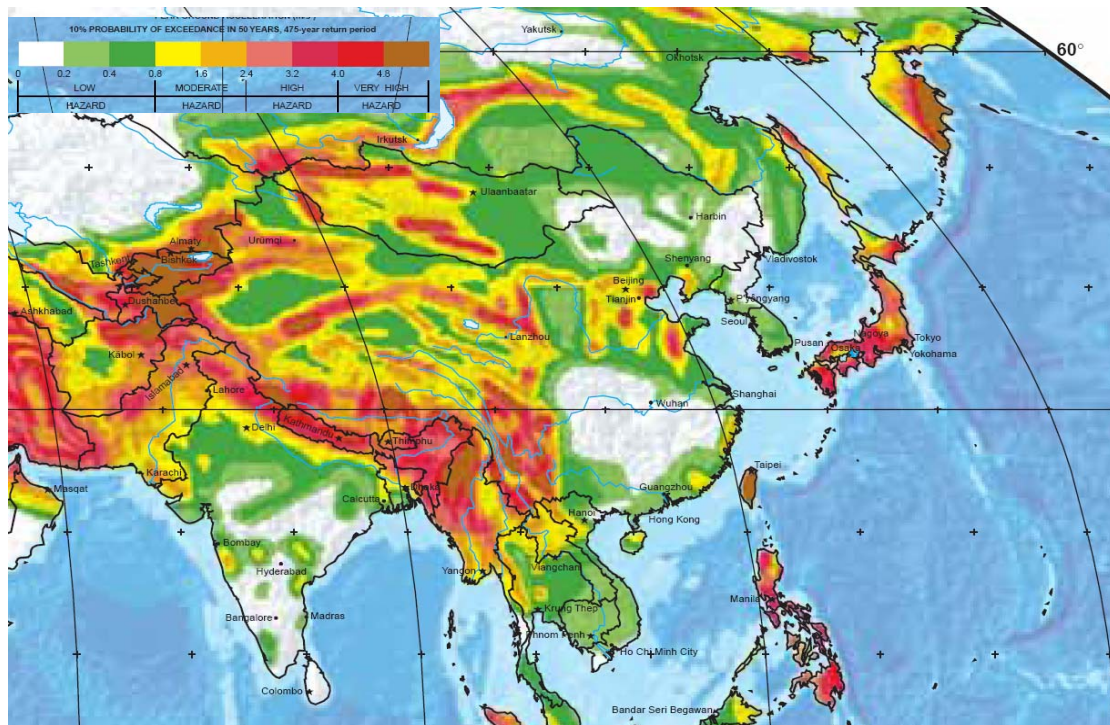 10% PROBABILITY OF EXCEEDANCE IN 50 YEARS, 475-year return period
0 0.2 0.4 0.8 1.6 2.4 3.2 4.0 4.8
LOW MODERATE HIGH VERY HIGH
HAZARD HAZARD HAZARD HAZARD
60°
Yakutsk
Okhotsk
Irkutsk
Ulaanbaatar
Harbin
Almaty
Urümqi
Tashkent
Bishkek
Shenyang
Vladivostok
Beijing
Tianjin
Dushanbe
P'yongyang
Ashkhabad
Seoul
Lanzhou
Pusan
Nagoya
Tokyo
Osaka
Yokohama
Kabol
Islamabad
Lahore
Shanghai
Wuhan
Delhi
Kathmandu
Thimphu
Karachi
Taipei
Masqat
Calcutta
Dhaka
Guangzhou
Hanoi
Hong Kong
Bombay
Hyderabad
Yangon
Viangchan
Manila
Bangalore
Madras
Krung Thep
Phnom Penh
Ho Chi Minh City
Colombo
Bandar Seri Begawan